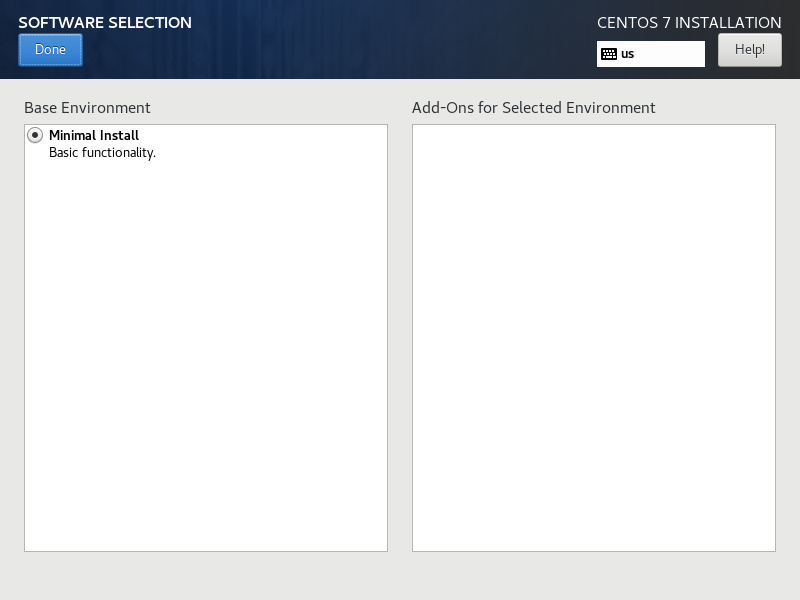 SOFTWARE SELECTION
Done
CENTOS 7 INSTALLATION
us
Help!
Base Environment
Minimal Install
Basic functionality.
Add-Ons for Selected Environment